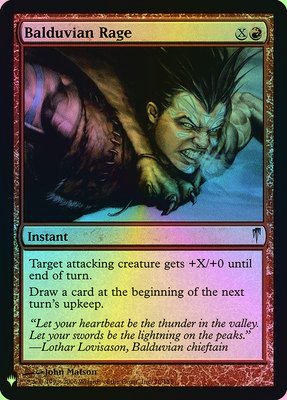 Balduvian Rage X R
Instant
Target attacking creature gets +X/+0 until
end of turn.
Draw a card at the beginning of the next
turn's upkeep.
"Let your heartbeat be the thunder in the valley.
Let your swords be the lightning on the peaks."
—Lothar Lovisason, Balduvian chieftain
John Matson